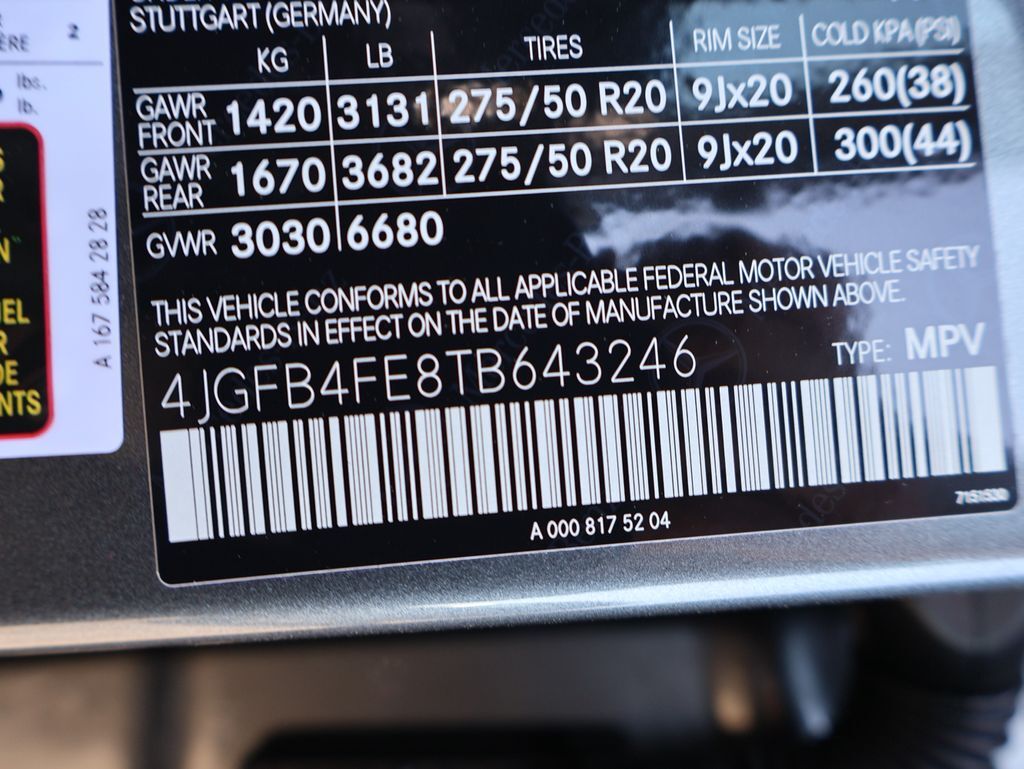 STUTTGART (GERMANY)
KG LB TIRES RIM SIZE COLD KPA(PSI)
GAWR FRONT 1420 3131 275/50 R20 9Jx20 260(38)
GAWR REAR 1670 3682 275/50 R20 9Jx20 300(44)
GVWR 3030 6680
THIS VEHICLE CONFORMS TO ALL APPLICABLE FEDERAL MOTOR VEHICLE SAFETY
STANDARDS IN EFFECT ON THE DATE OF MANUFACTURE SHOWN ABOVE.
4JGFB4FE8TB643246 TYPE: MPV
A 000 817 52 04
7151530
2
lbs.
lb.
A 167 584 28 28